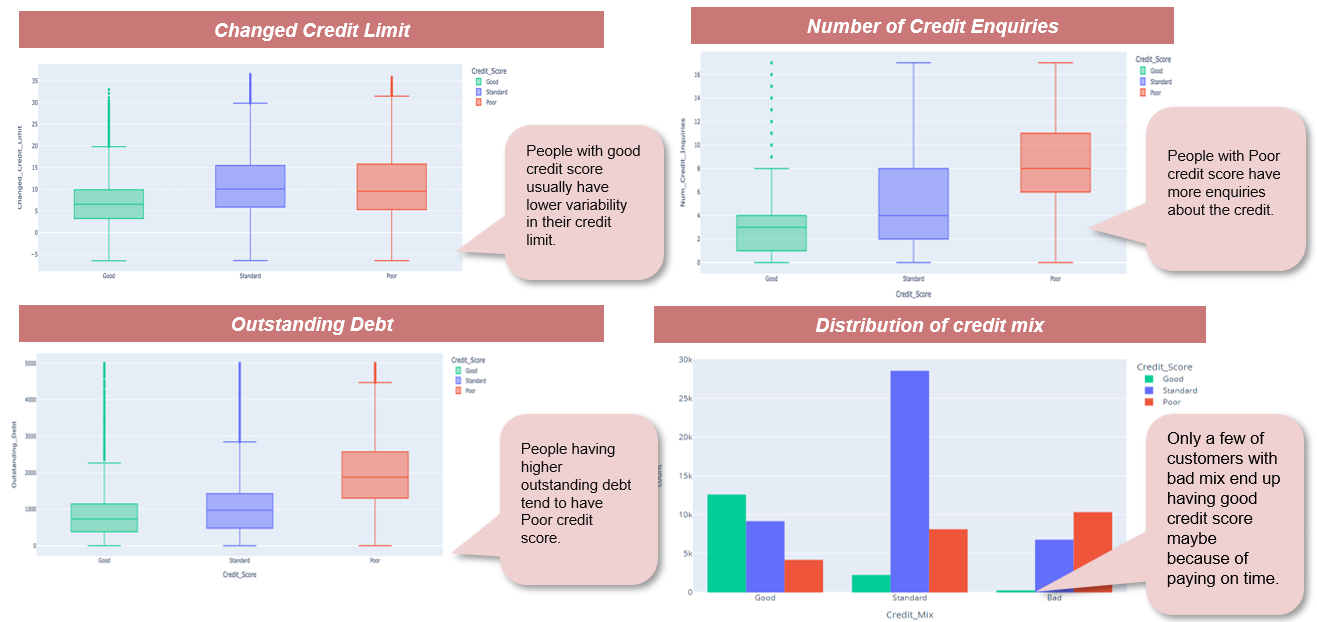 Changed Credit Limit
Changed_Credit_Limit
35
30
25
20
15
10
5
0
−5
Good
Standard
Poor
Credit_Score
Good
Standard
Poor
People with good
credit score
usually have
lower variability
in their credit
limit.
Number of Credit Enquiries
Num_Credit_Inquiries
16
14
12
10
8
6
4
2
0
Good
Standard
Poor
Credit_Score
Credit_Score
Good
Standard
Poor
People with Poor
credit score have
more enquiries
about the credit.
Outstanding Debt
Outstanding_Debt
5000
4000
3000
2000
1000
0
Good
Standard
Poor
Credit_Score
Credit_Score
Good
Standard
Poor
People having
higher
outstanding debt
tend to have
Poor credit
score.
Distribution of credit mix
30k
25k
20k
15k
10k
5k
0
Good
Standard
Bad
Credit_Mix
Credit_Score
Good
Standard
Poor
Only a few of
customers with
bad mix end up
having good
credit score
maybe
because of
paying on time.